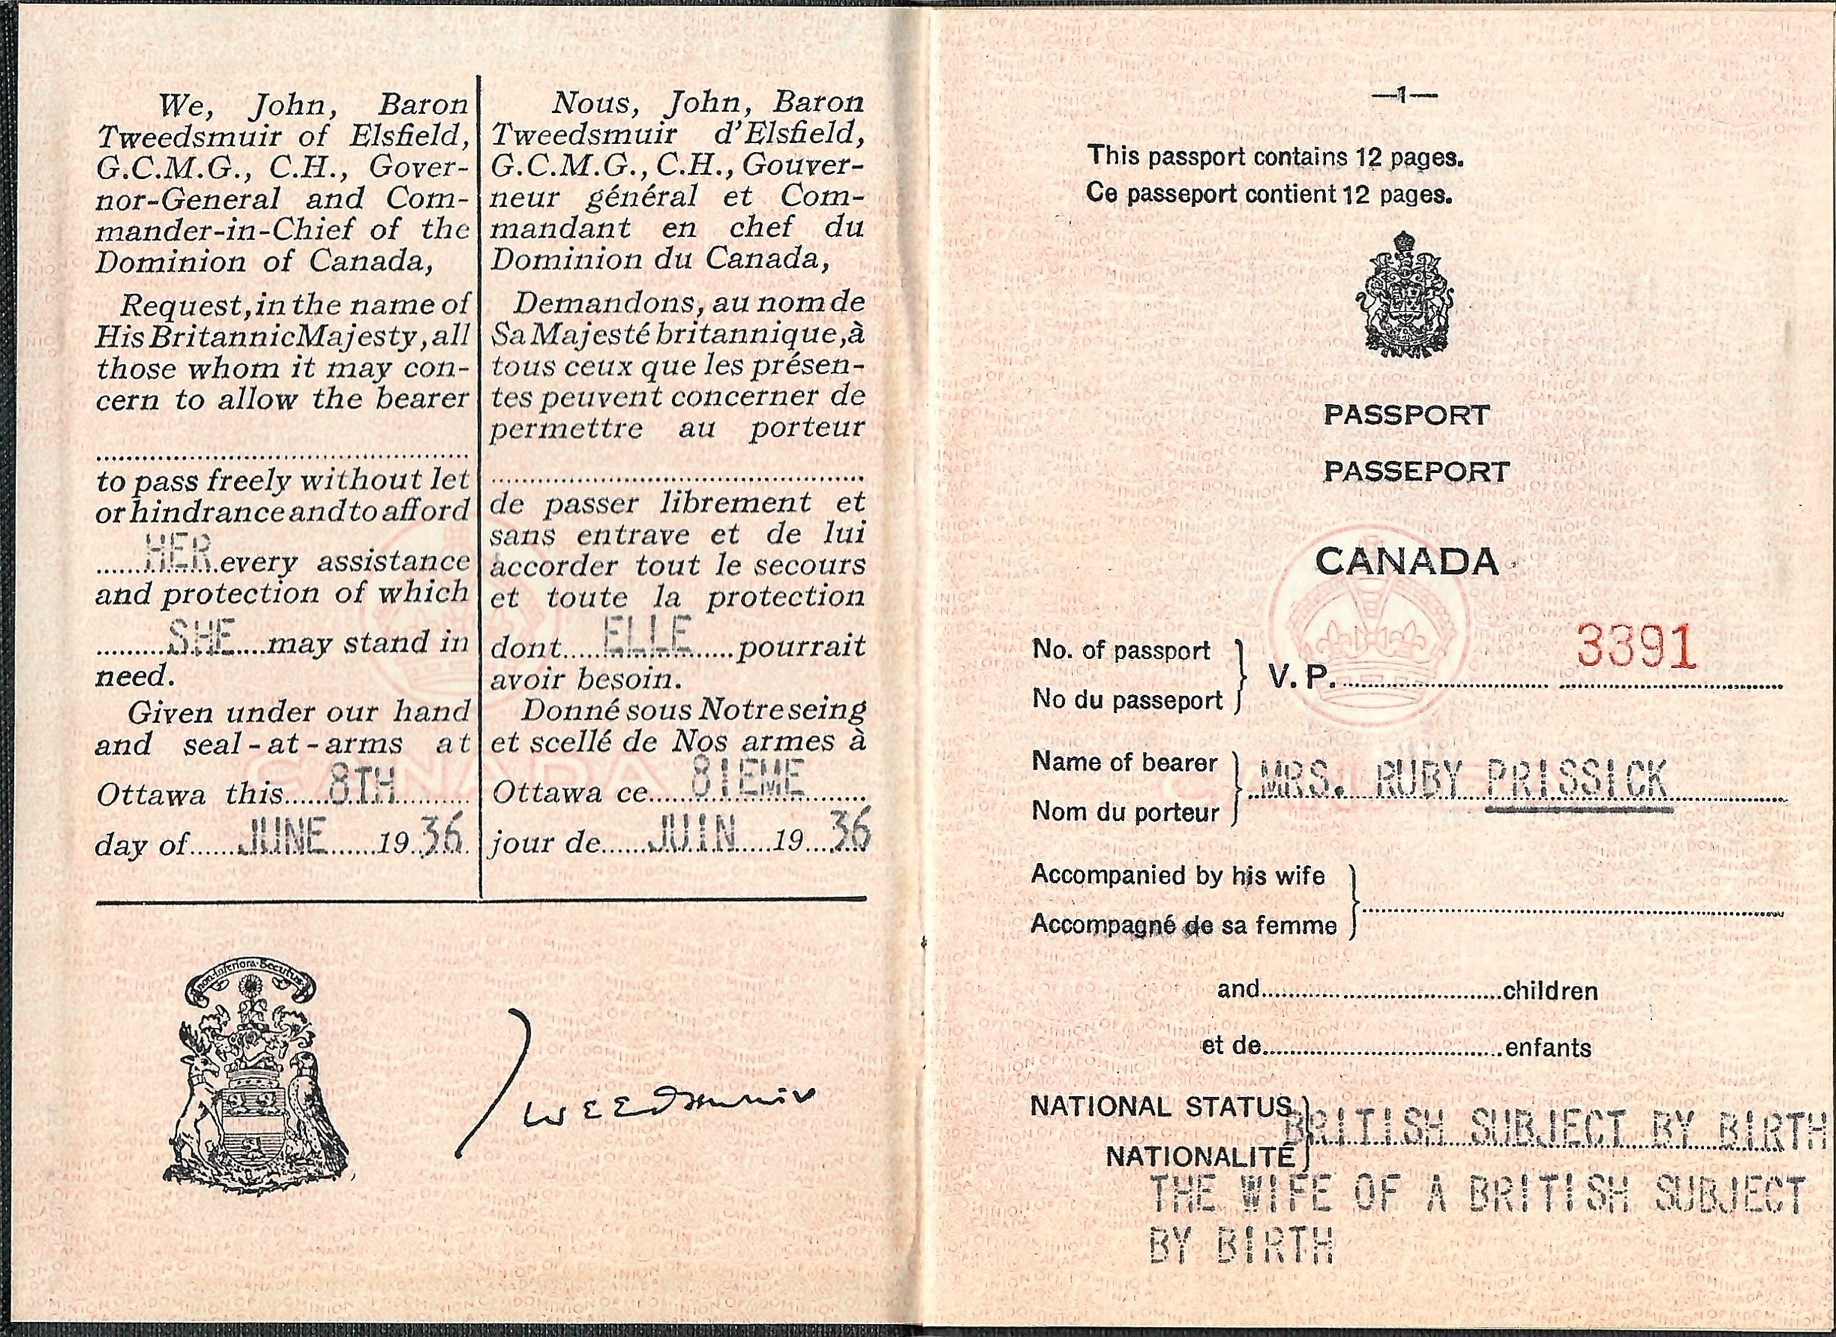 We, John, Baron
Tweedsmuir of Elsfield,
G.C.M.G., C.H., Gover-
nor-General and Com-
mander-in-Chief of the
Dominion of Canada,
Request, in the name of
His Britannic Majesty, all
those whom it may con-
cern to allow the bearer
to pass freely without let
or hindrance and to afford
HER every assistance
and protection of which
SHE may stand in
need.
Given under our hand
and seal-at-arms at
Ottawa this 8TH
day of JUNE 1936
Nous, John, Baron
Tweedsmuir d'Elsfield,
G.C.M.G., C.H., Gouver-
neur général et Com-
mandant en chef du
Dominion du Canada,
Demandons, au nom de
Sa Majesté britannique, à
tous ceux que les présen-
tes peuvent concerner de
permettre au porteur
de passer librement et
sans entrave et de lui
accorder tout le secours
et toute la protection
dont ELLE pourrait
avoir besoin.
Donné sous Notre seing
et scellé de Nos armes à
Ottawa ce 8IEME
jour de JUIN 1936
Non Inferiora Secutus
Tweedsmuir
—1—
This passport contains 12 pages.
Ce passeport contient 12 pages.
PASSPORT
PASSEPORT
CANADA
No. of passport
No du passeport
V. P. 3391
Name of bearer
Nom du porteur
MRS. RUBY PRISSICK
Accompanied by his wife
Accompagné de sa femme
and children
et de enfants
NATIONAL STATUS
NATIONALITÉ
BRITISH SUBJECT BY BIRTH
THE WIFE OF A BRITISH SUBJECT
BY BIRTH